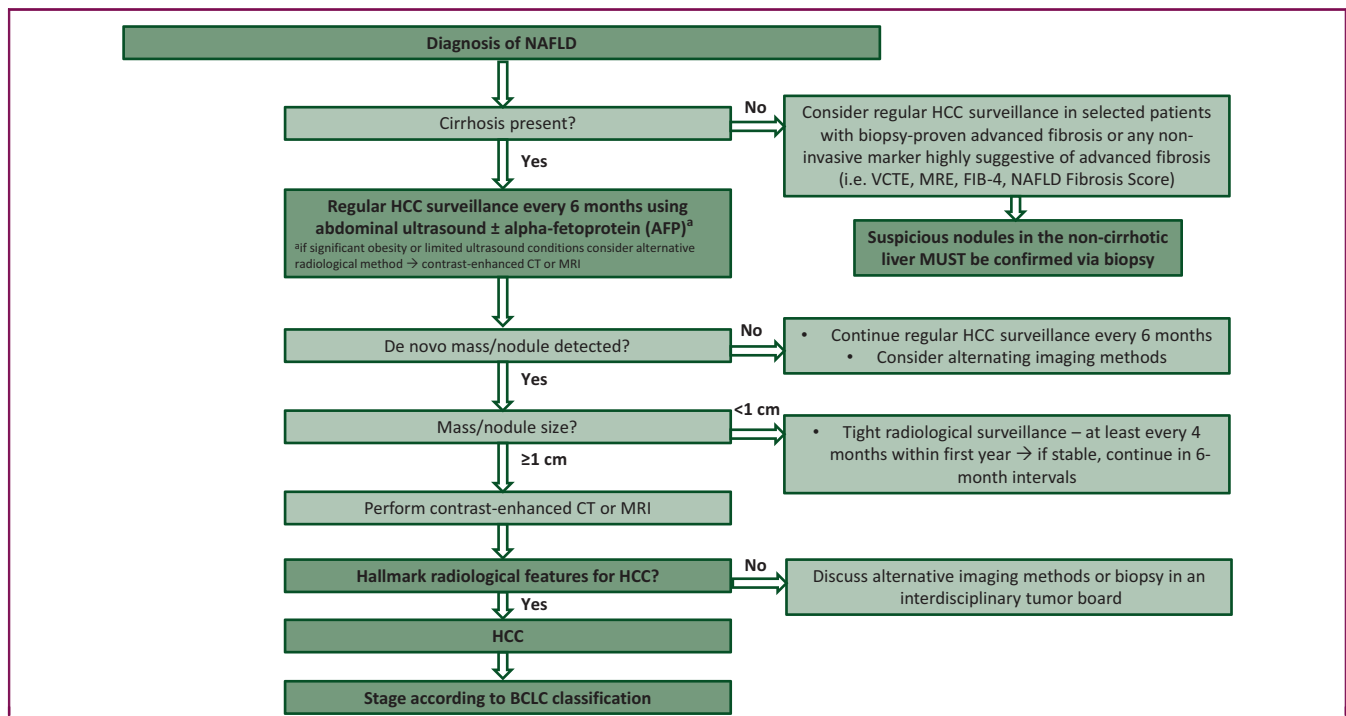 Diagnosis of NAFLD
Cirrhosis present?
No
Consider regular HCC surveillance in selected patients
with biopsy-proven advanced fibrosis or any non-
invasive marker highly suggestive of advanced fibrosis
(i.e. VCTE, MRE, FIB-4, NAFLD Fibrosis Score)
Suspicious nodules in the non-cirrhotic
liver MUST be confirmed via biopsy
Yes
Regular HCC surveillance every 6 months using
abdominal ultrasound ± alpha-fetoprotein (AFP)ᵃ
ᵃif significant obesity or limited ultrasound conditions consider alternative
radiological method → contrast-enhanced CT or MRI
De novo mass/nodule detected?
No
• Continue regular HCC surveillance every 6 months
• Consider alternating imaging methods
Yes
Mass/nodule size?
<1 cm
• Tight radiological surveillance – at least every 4
months within first year → if stable, continue in 6-
month intervals
≥1 cm
Perform contrast-enhanced CT or MRI
Hallmark radiological features for HCC?
No
Discuss alternative imaging methods or biopsy in an
interdisciplinary tumor board
Yes
HCC
Stage according to BCLC classification